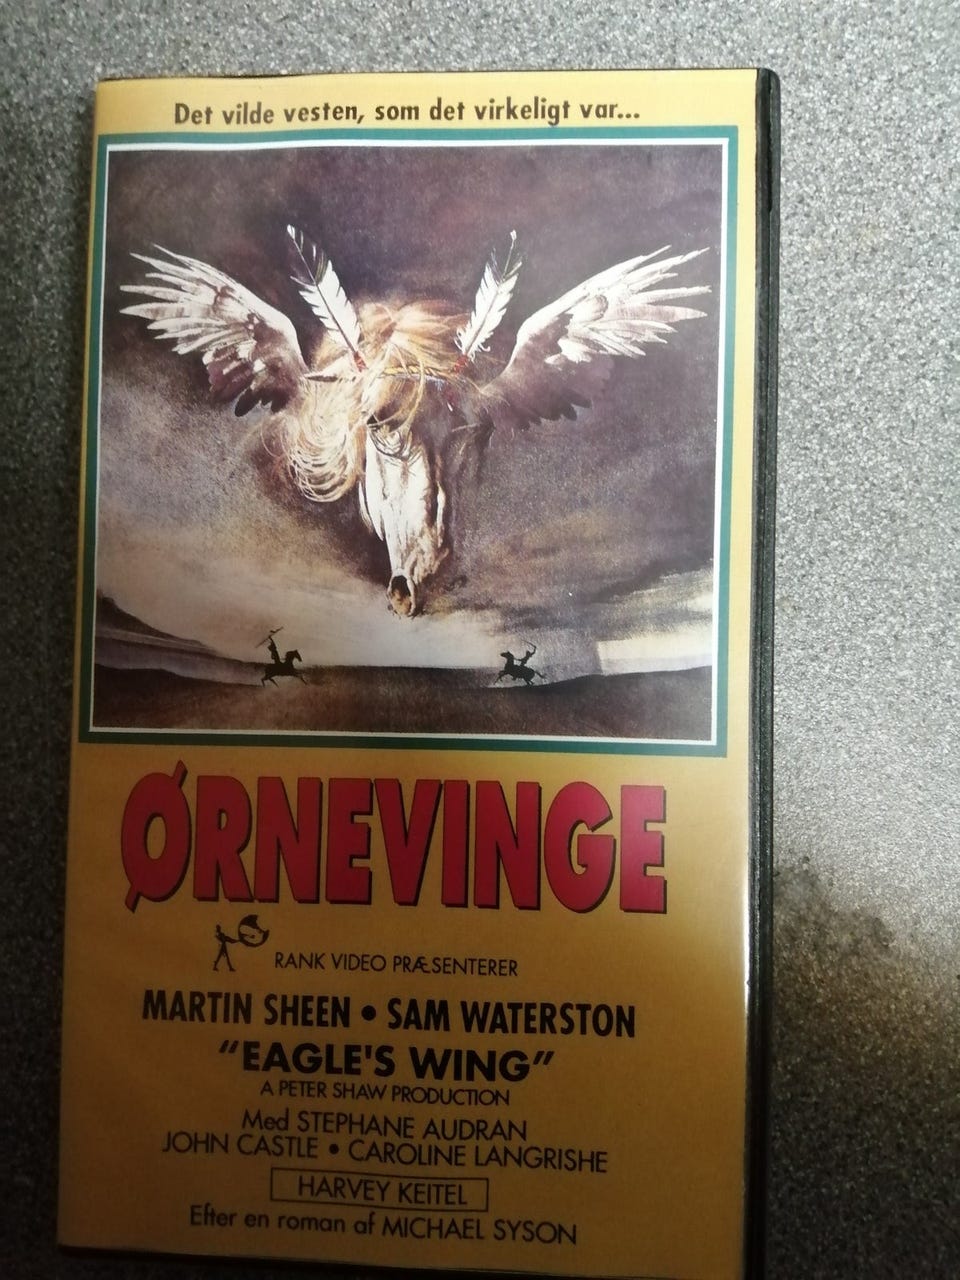 Det vilde vesten, som det virkeligt var...
ØRNEVINGE
RANK VIDEO PRÆSENTERER
MARTIN SHEEN • SAM WATERSTON
"EAGLE'S WING"
A PETER SHAW PRODUCTION
Med STEPHANE AUDRAN
JOHN CASTLE • CAROLINE LANGRISHE
HARVEY KEITEL
Efter en roman af MICHAEL SYSON